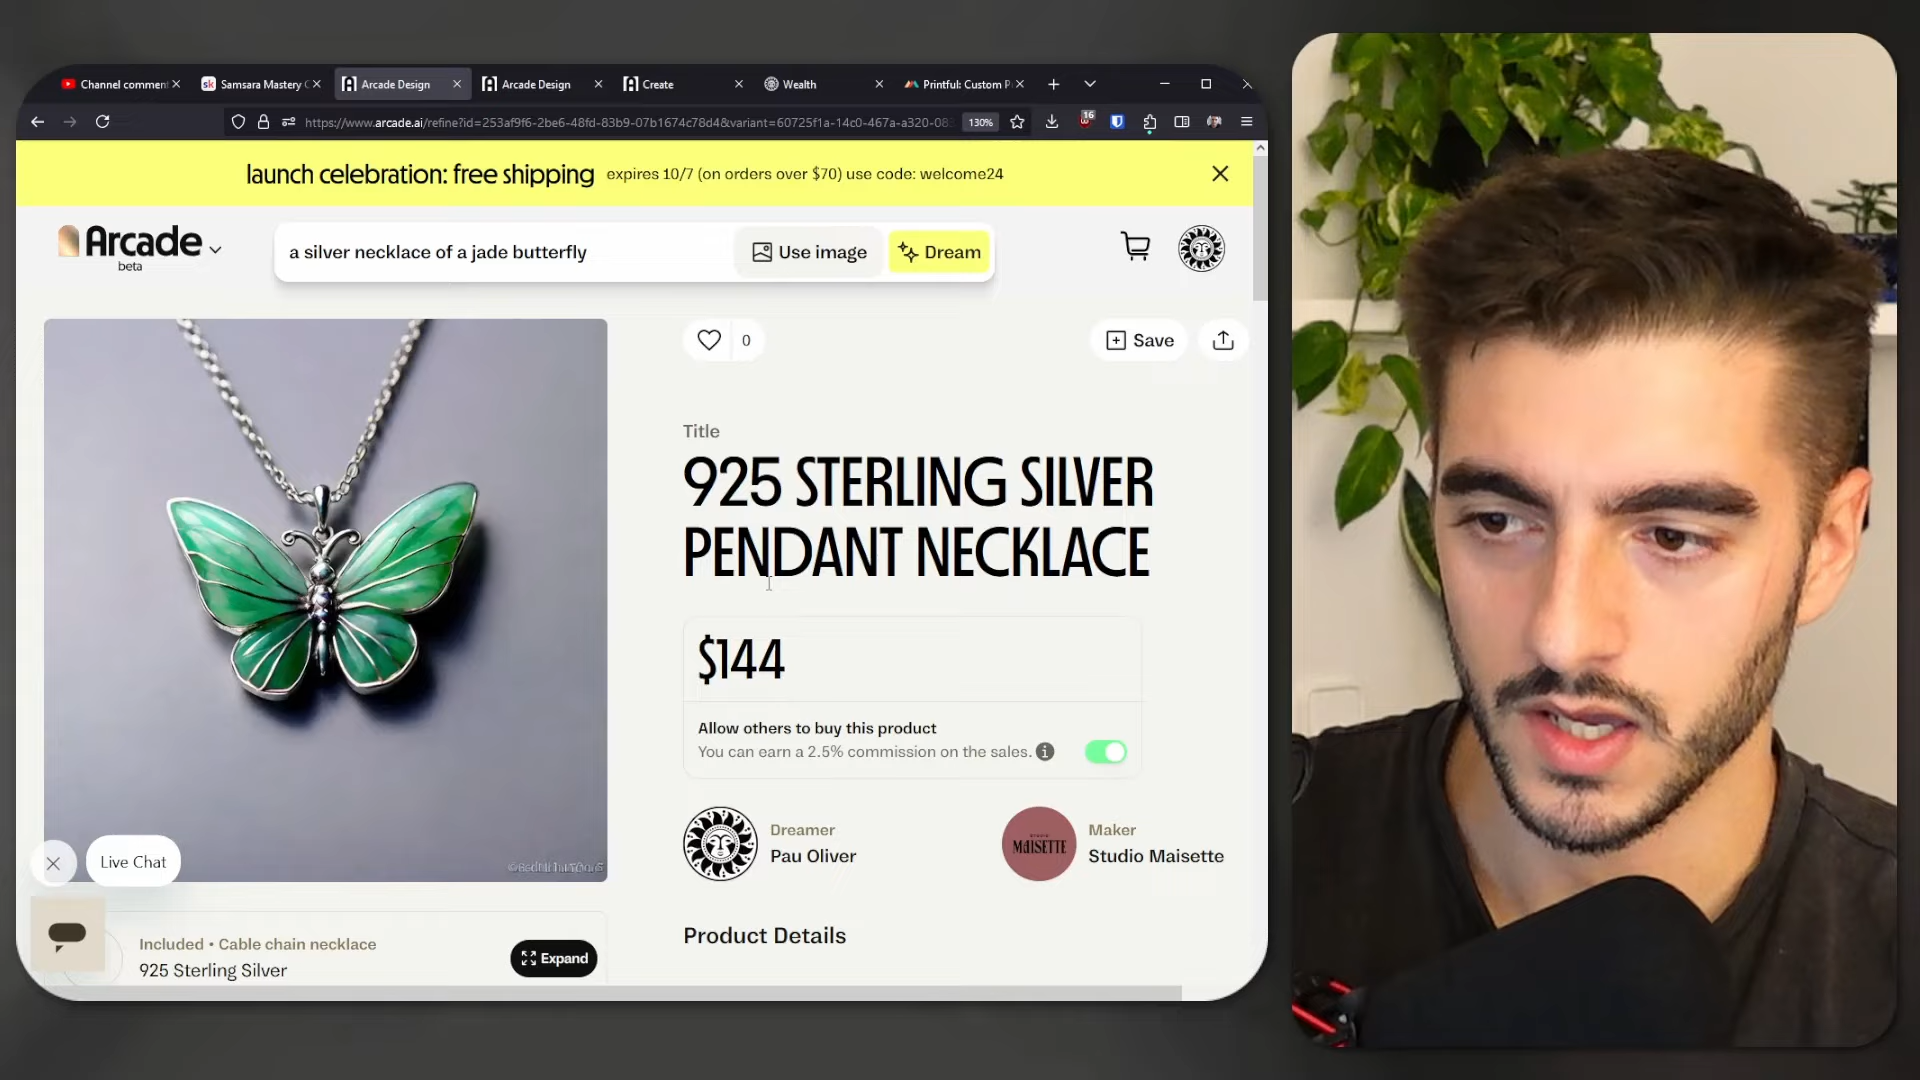 Channel comment
Samsara Mastery C
Arcade Design
Arcade Design
Create
Wealth
Printful: Custom P
https://www.arcade.ai/refine?id=253af9f6-2be6-48fd-83b9-07b1674c78d4&variant=60725f1a-14c0-467a-a320-08
130%
16
launch celebration: free shipping expires 10/7 (on orders over $70) use code: welcome24
Arcade
beta
a silver necklace of a jade butterfly
Use image
Dream
0
Save
Title
925 STERLING SILVER
PENDANT NECKLACE
$144
Allow others to buy this product
You can earn a 2.5% commission on the sales.
Dreamer
Pau Oliver
MAISETTE
Maker
Studio Maisette
Live Chat
Product Details
Included • Cable chain necklace
925 Sterling Silver
Expand